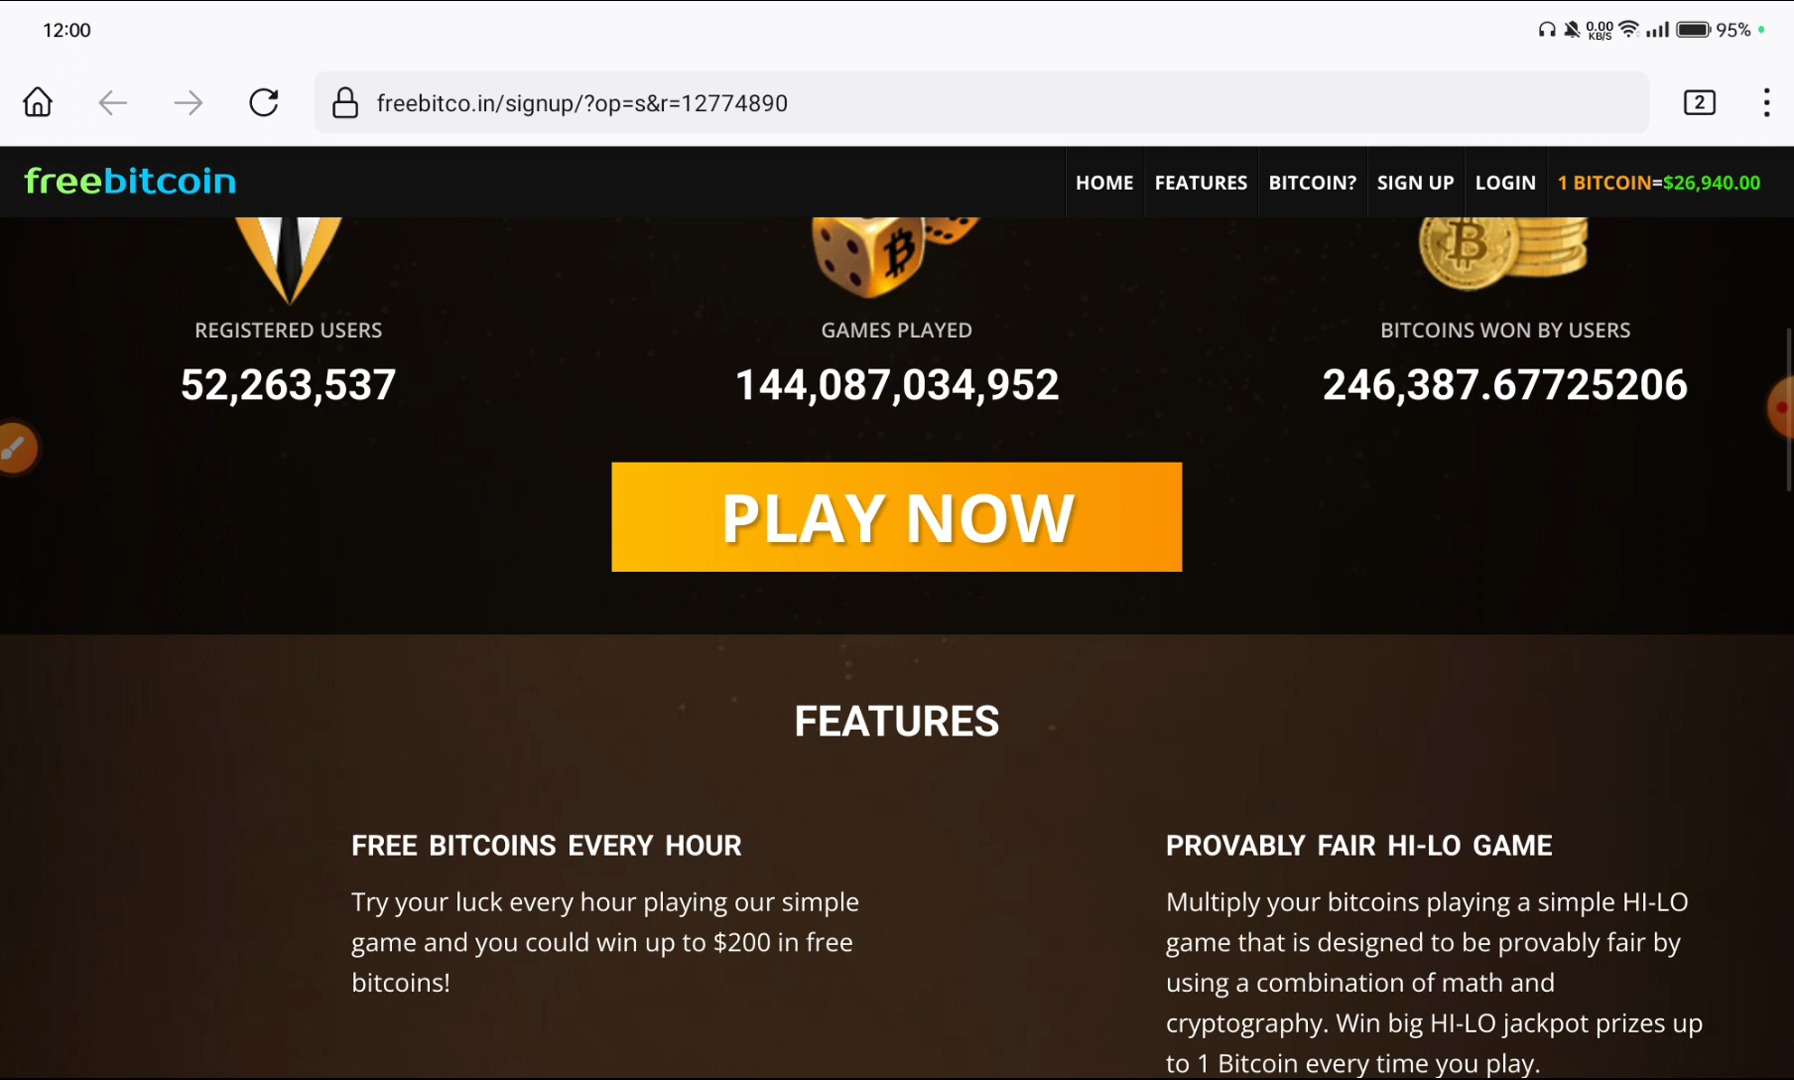 12:00
0.00 KB/S 95%
freebitco.in/signup/?op=s&r=12774890
2
freebitcoin
HOME FEATURES BITCOIN? SIGN UP LOGIN 1 BITCOIN=$26,940.00
REGISTERED USERS
52,263,537
GAMES PLAYED
144,087,034,952
BITCOINS WON BY USERS
246,387.67725206
PLAY NOW
FEATURES
FREE BITCOINS EVERY HOUR
Try your luck every hour playing our simple
game and you could win up to $200 in free
bitcoins!
PROVABLY FAIR HI-LO GAME
Multiply your bitcoins playing a simple HI-LO
game that is designed to be provably fair by
using a combination of math and
cryptography. Win big HI-LO jackpot prizes up
to 1 Bitcoin every time you play.